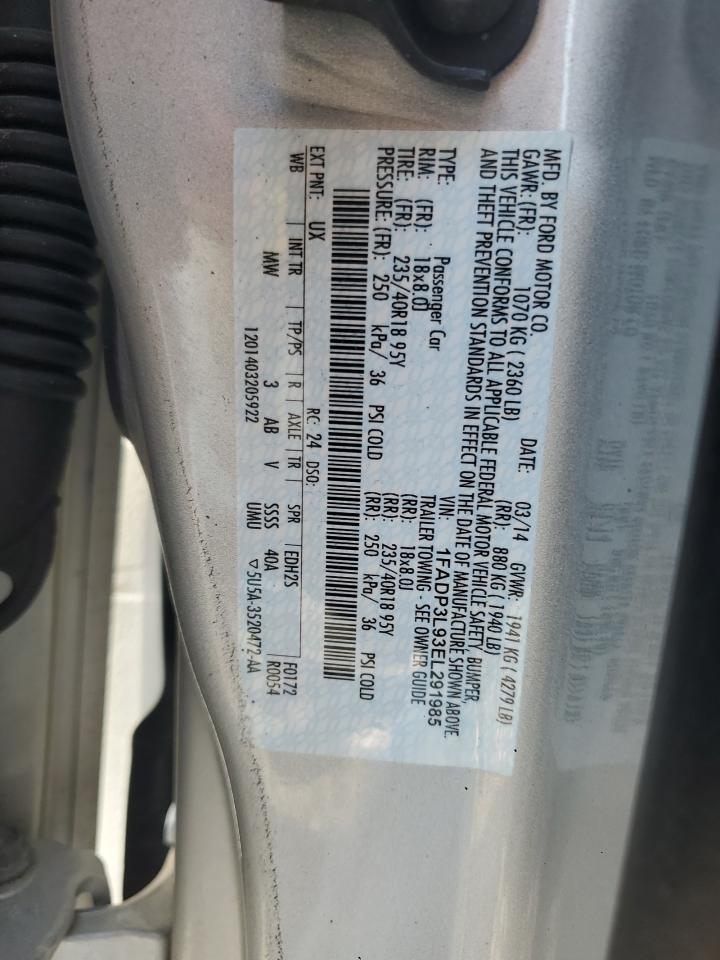 MFD. BY FORD MOTOR CO.
DATE: 03/14 GVWR: 1941 KG ( 4279 LB)
GAWR: (FR): 1070 KG ( 2360 LB) (RR): 880 KG ( 1940 LB)
THIS VEHICLE CONFORMS TO ALL APPLICABLE FEDERAL MOTOR VEHICLE SAFETY, BUMPER,
AND THEFT PREVENTION STANDARDS IN EFFECT ON THE DATE OF MANUFACTURE SHOWN ABOVE.
VIN: 1FADP3L93EL291985
TYPE: Passenger Car TRAILER TOWING - SEE OWNER GUIDE
RIM: (FR): 18x8.0J (RR): 18x8.0J
TIRE: (FR): 235/40R18 95Y (RR): 235/40R18 95Y
PRESSURE: (FR): 250 kPa/ 36 PSI COLD (RR): 250 kPa/ 36 PSI COLD
EXT PNT: UX RC: 24 DSO: F0172
WB INT TR TP/PS R AXLE TR SPR EDH2S R0054
MW 3 AB V SSSS 40A
1201403205922 UMU ▽5U5A-3520472-AA